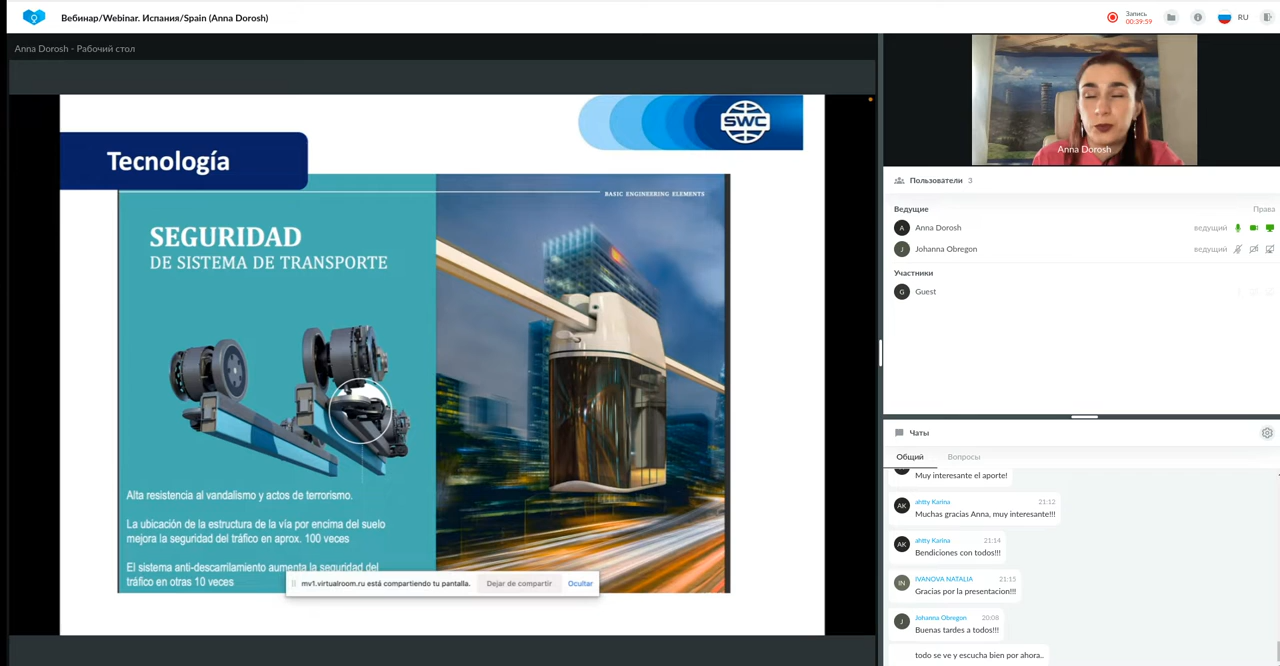 Вебинар/Webinar. Испания/Spain (Anna Dorosh)
Запись
00:39:59
RU
Anna Dorosh - Рабочий стол
SWC
Tecnología
BASIC ENGINEERING ELEMENTS
SEGURIDAD
DE SISTEMA DE TRANSPORTE
Alta resistencia al vandalismo y actos de terrorismo.
La ubicación de la estructura de la vía por encima del suelo
mejora la seguridad del tráfico en aprox. 100 veces
El sistema anti-descarrilamiento aumenta la seguridad del
tráfico en otras 10 veces
mv1.virtualroom.ru está compartiendo tu pantalla.
Dejar de compartir
Ocultar
Anna Dorosh
Пользователи 3
Ведущие
Права
A
Anna Dorosh
ведущий
J
Johanna Obregon
ведущий
Участники
G
Guest
Чаты
Общий
Вопросы
Muy interesante el aporte!
AK
ahtty Karina
21:12
Muchas gracias Anna, muy interesante!!!
AK
ahtty Karina
21:14
Bendiciones con todos!!!
IN
IVANOVA NATALIA
21:15
Gracias por la presentacion!!!
J
Johanna Obregon
20:08
Buenas tardes a todos!!!
todo se ve y escucha bien por ahora..